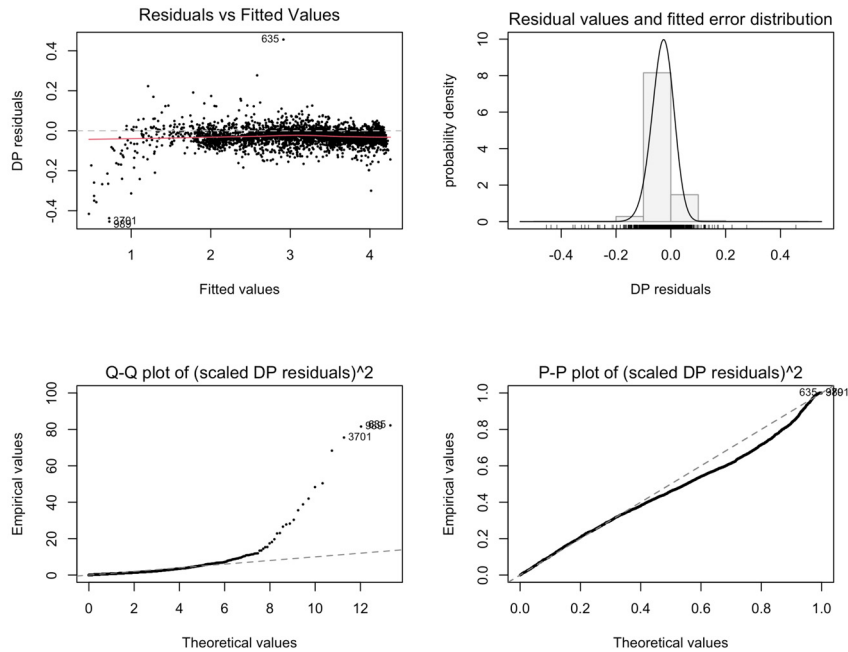 Residuals vs Fitted Values
DP residuals
0.4
0.2
0.0
-0.2
-0.4
635
3701
989
1 2 3 4
Fitted values
Residual values and fitted error distribution
probability density
10
8
6
4
2
0
-0.4 -0.2 0.0 0.2 0.4
DP residuals
Q-Q plot of (scaled DP residuals)^2
Empirical values
100
80
60
40
20
0
635
989
3701
0 2 4 6 8 10 12
Theoretical values
P-P plot of (scaled DP residuals)^2
Empirical values
1.0
0.8
0.6
0.4
0.2
0.0
635
0.0 0.2 0.4 0.6 0.8 1.0
Theoretical values